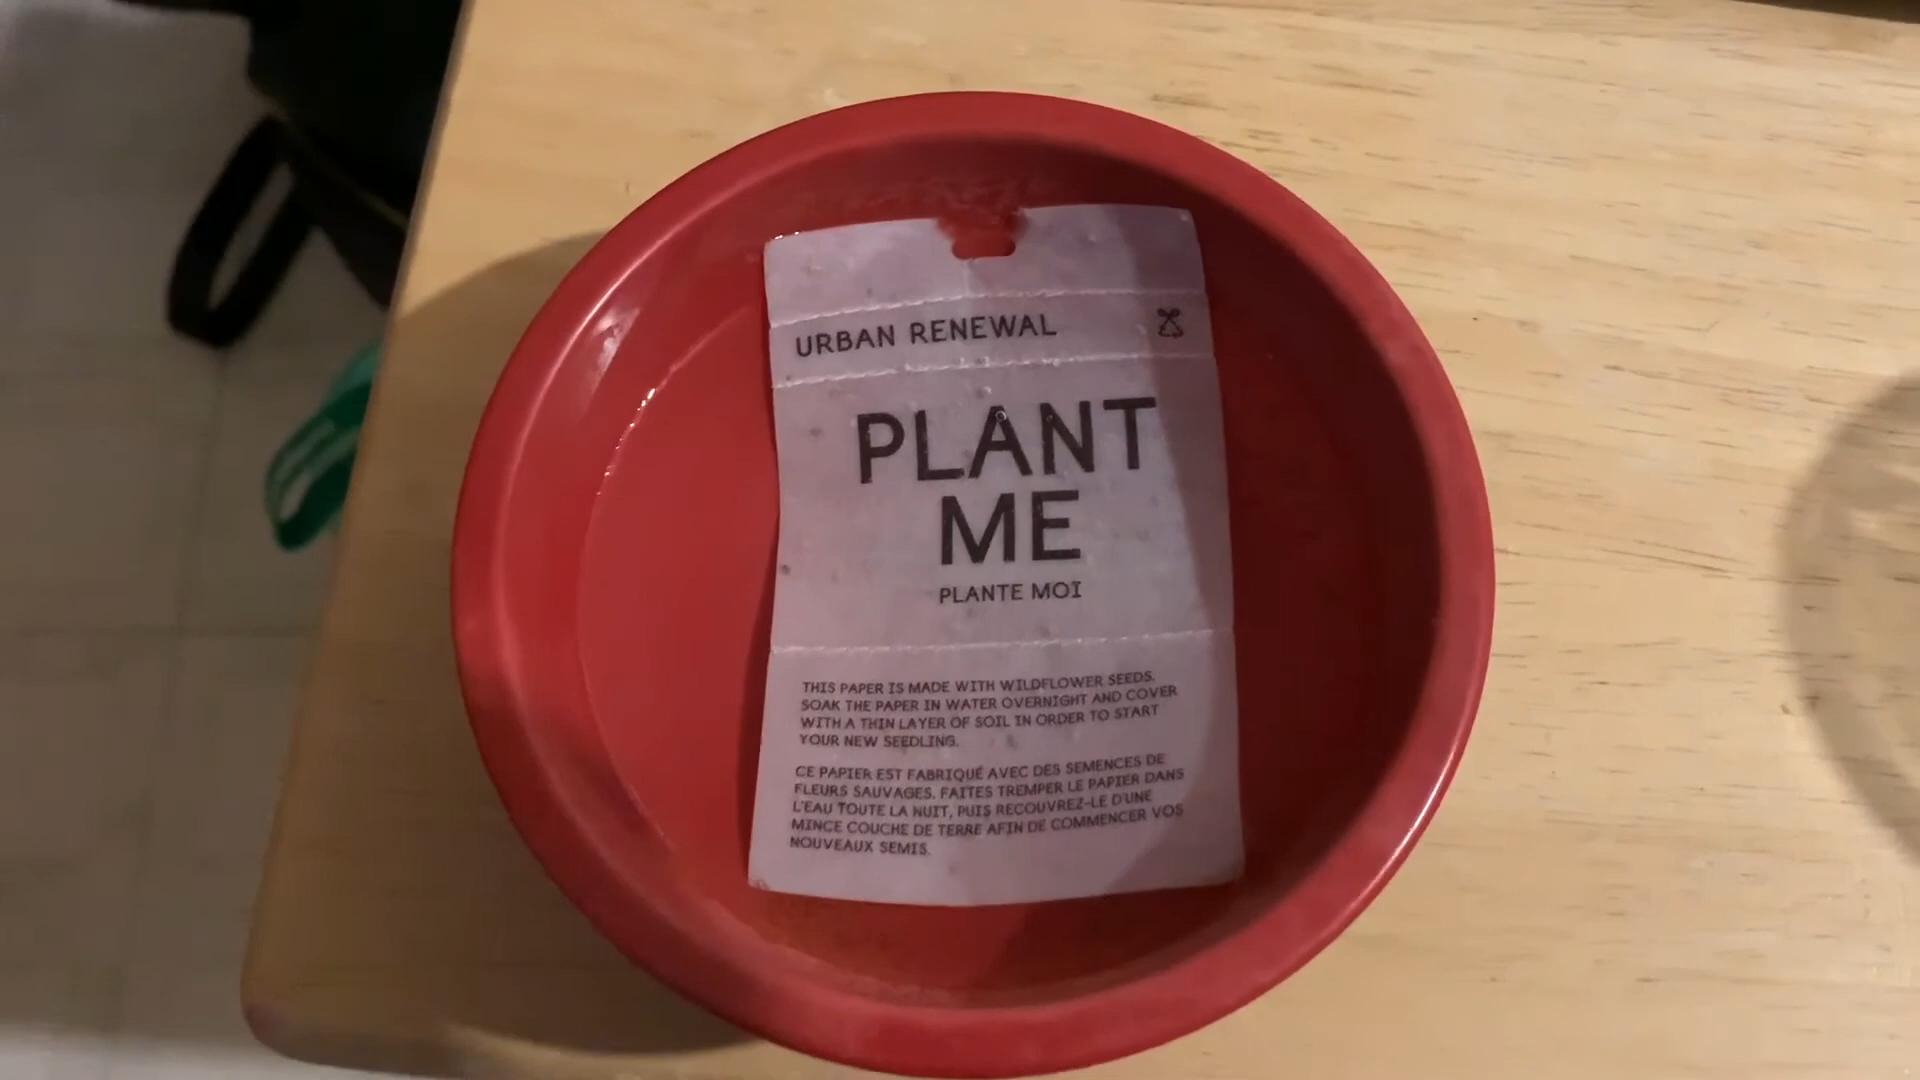 URBAN RENEWAL
PLANT
ME
PLANTE MOI
THIS PAPER IS MADE WITH WILDFLOWER SEEDS.
SOAK THE PAPER IN WATER OVERNIGHT AND COVER
WITH A THIN LAYER OF SOIL IN ORDER TO START
YOUR NEW SEEDLING.
CE PAPIER EST FABRIQUÉ AVEC DES SEMENCES DE
FLEURS SAUVAGES. FAITES TREMPER LE PAPIER DANS
L'EAU TOUTE LA NUIT, PUIS RECOUVREZ-LE D'UNE
MINCE COUCHE DE TERRE AFIN DE COMMENCER VOS
NOUVEAUX SEMIS.